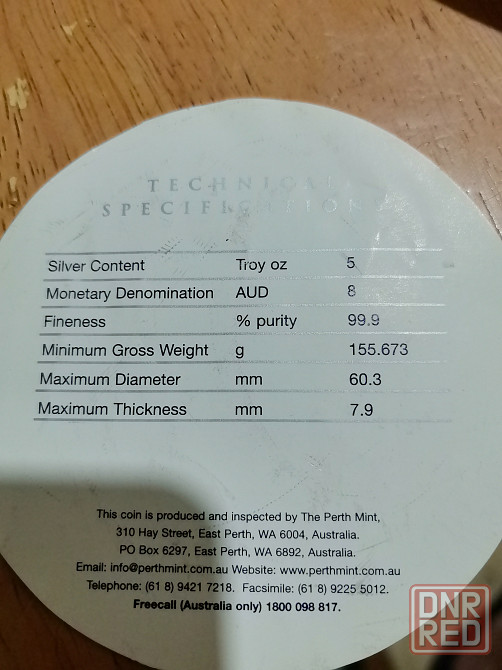 TECHNICAL
SPECIFICATIONS
Silver Content Troy oz 5
Monetary Denomination AUD 8
Fineness % purity 99.9
Minimum Gross Weight g 155.673
Maximum Diameter mm 60.3
Maximum Thickness mm 7.9
This coin is produced and inspected by The Perth Mint,
310 Hay Street, East Perth, WA 6004, Australia.
PO Box 6297, East Perth, WA 6892, Australia.
Email: info@perthmint.com.au Website: www.perthmint.com.au
Telephone: (61 8) 9421 7218. Facsimile: (61 8) 9225 5012.
Freecall (Australia only) 1800 098 817.
DNR
RED